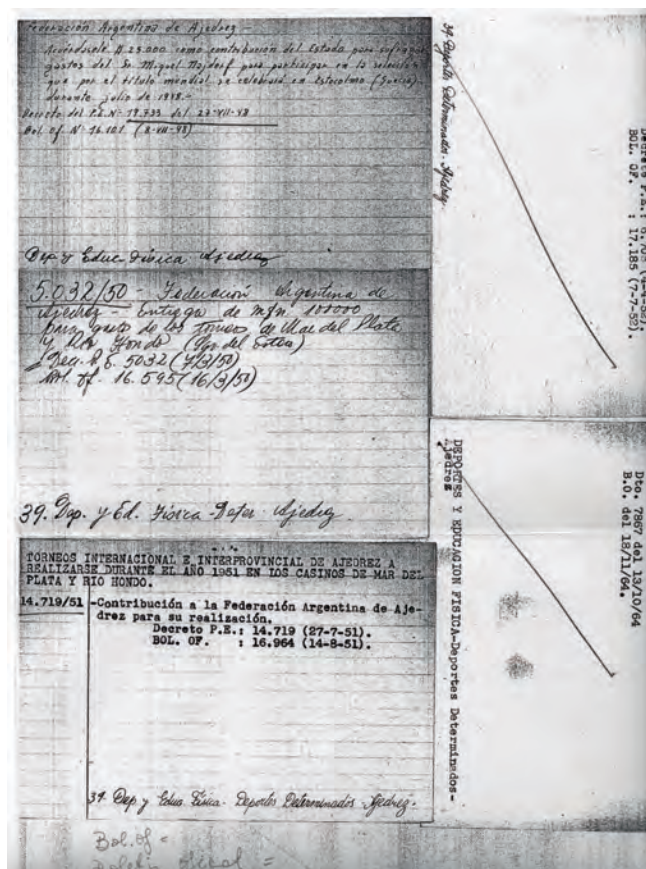 Federación Argentina de Ajedrez -
Acuérdasele $ 25.000 como contribución del Estado para sufragar
gastos del Sr. Miguel Najdorf para participar en la selección
que por el título mundial se celebrará en Estocolmo (Suecia)
durante julio de 1948.-
Decreto del P.E.N- 19.733 del 27-VII-48
Bol. Of. N- 16.101 (8-VII-48)
Dep. y Educ. Física Ajedrez
5.032/50 - Federación Argentina de
Ajedrez - Entrega de m$n. 100000
para gasos de los Torneos de Mar del Plata
y Río Hondo (Sgo. del Estero)
Dec. P.E. 5032 (7/3/50)
Bol. Of. 16.595 (16/3/50)
39. Dep. y Ed. Física - Deter - Ajedrez
TORNEOS INTERNACIONAL E INTERPROVINCIAL DE AJEDREZ A
REALIZARSE DURANTE EL AÑO 1951 EN LOS CASINOS DE MAR DEL
PLATA Y RIO HONDO.
14.719/51 -Contribución a la Federación Argentina de Aje-
drez para su realización.
Decreto P.E.: 14.719 (27-7-51).
BOL. OF. : 16.964 (14-8-51).
39 Dep. y Educa. Física - Deportes Determinados - Ajedrez.
Bol. Of =
Boletín oficial =
39. Deportes Determinados - Ajedrez.
Decreto P.E.:
BOL. OF. : 17.185 (7-7-52).
DEPORTES Y EDUCACION FISICA-Deportes Determinados-
Ajedrez
Dto. 7867 del 13/10/64
B.O. del 18/11/64.